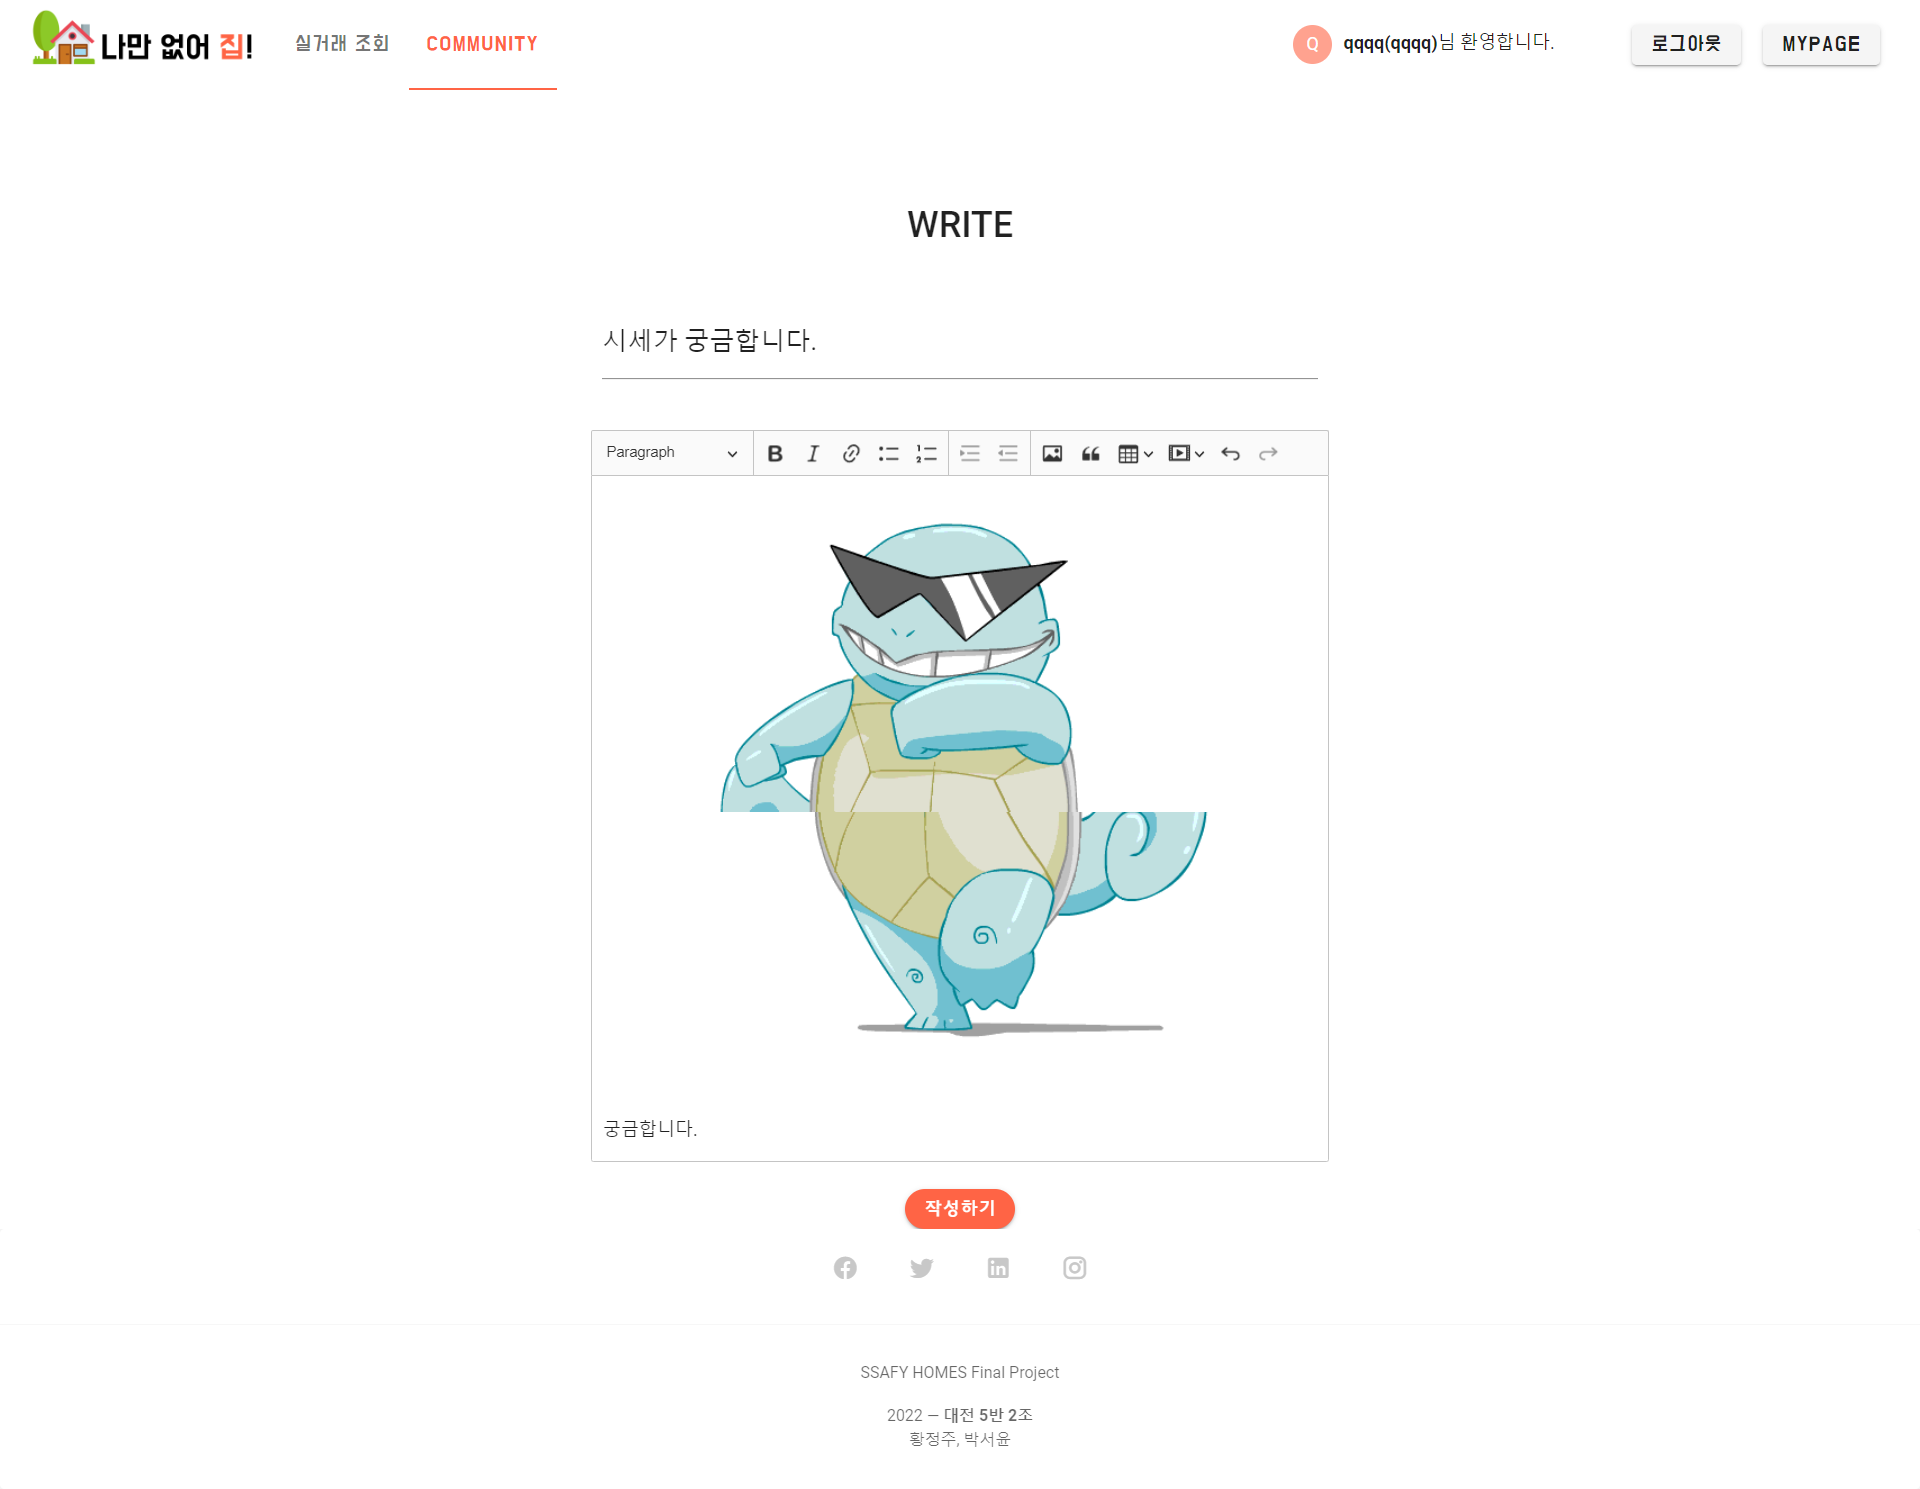 나만 없어 집!
실거래 조회
COMMUNITY
Q
qqqq(qqqq)님 환영합니다.
로그아웃
MYPAGE
WRITE
시세가 궁금합니다.
Paragraph
궁금합니다.
작성하기
SSAFY HOMES Final Project
2022 — 대전 5반 2조
황정주, 박서윤